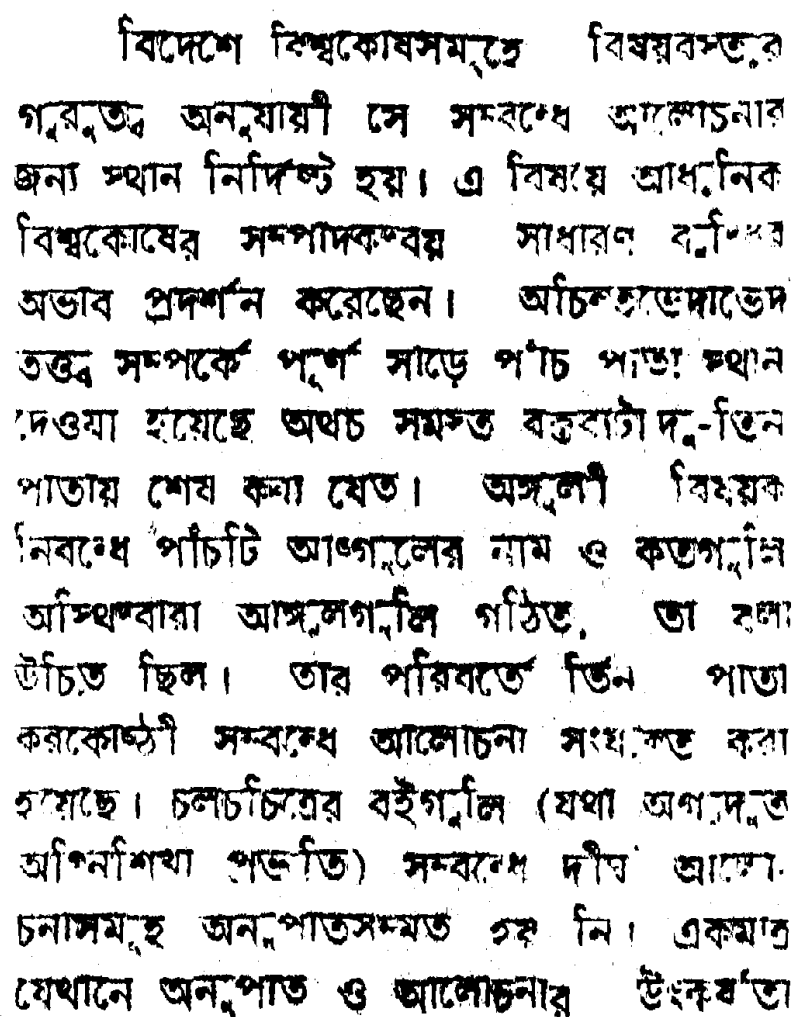 বিদেশে বিশ্বকোষসমূহে বিষয়বস্তুর
গুরুত্ব অনুযায়ী সে সম্বন্ধে আলোচনার
জন্য স্থান নির্দিষ্ট হয়। এ বিষয়ে আধুনিক
বিশ্বকোষের সম্পাদকদ্বয় সাধারণ বুদ্ধির
অভাব প্রদর্শন করেছেন। অচিন্ত্যভেদাভেদ
তত্ত্ব সম্পর্কে পূর্ণ সাড়ে পাঁচ পাতা স্থান
দেওয়া হয়েছে অথচ সমস্ত বক্তব্যটা দু-তিন
পাতায় শেষ করা যেত। অঙ্গুলী বিষয়ক
নিবন্ধে পাঁচটি আঙ্গুলের নাম ও কতগুলি
অস্থিদ্বারা আঙ্গুলগুলি গঠিত, তা বলা
উচিত ছিল। তার পরিবর্তে তিন পাতা
করকোষ্ঠী সম্বন্ধে আলোচনা সংযুক্ত করা
হয়েছে। চলচ্চিত্রের বইগুলি (যথা অগ্রদূত
অগ্নিশিখা প্রভৃতি) সম্বন্ধে দীর্ঘ আলো-
চনাসমূহ অনুপাতসম্মত হয় নি। একমাত্র
যেখানে অনুপাত ও আলোচনার উৎকর্ষতা